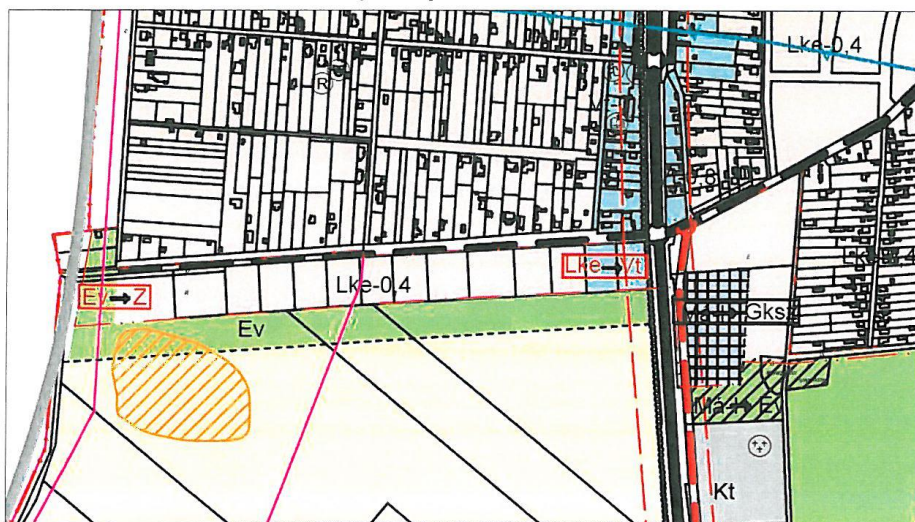 Lke-0,4
R
Lke→Vt
Lke-0,4
Ev→Z
Ev
Má-I→Gksz
Má-I→Ev
Kt